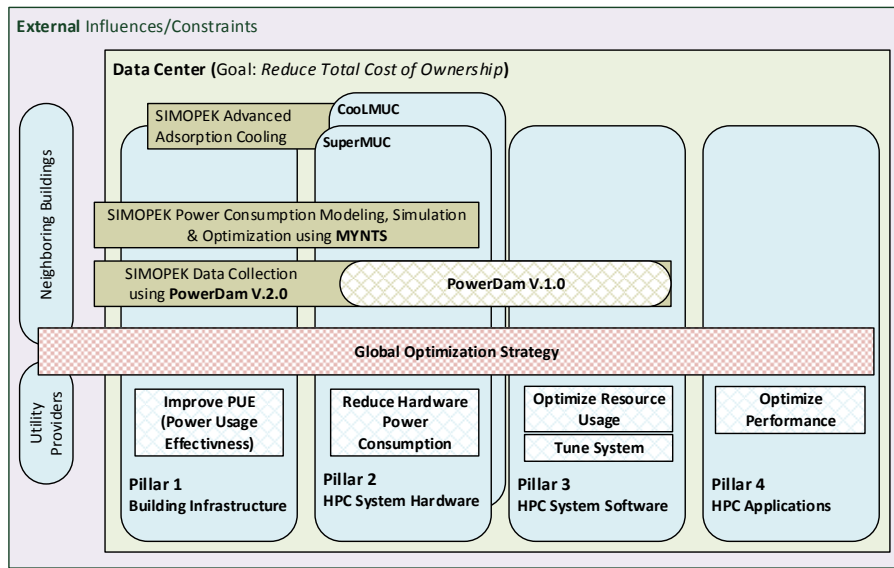 External Influences/Constraints
Data Center (Goal: Reduce Total Cost of Ownership)
Neighboring Buildings
Utility
Providers
SIMOPEK Advanced
Adsorption Cooling
CooLMUC
SuperMUC
SIMOPEK Power Consumption Modeling, Simulation
& Optimization using MYNTS
SIMOPEK Data Collection
using PowerDam V.2.0
PowerDam V.1.0
Global Optimization Strategy
Improve PUE
(Power Usage
Effectivness)
Reduce Hardware
Power
Consumption
Optimize Resource
Usage
Tune System
Optimize
Performance
Pillar 1
Building Infrastructure
Pillar 2
HPC System Hardware
Pillar 3
HPC System Software
Pillar 4
HPC Applications